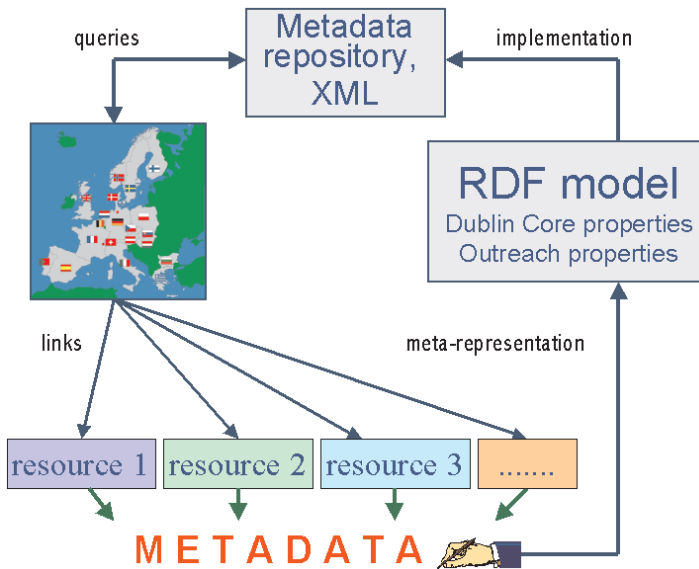 queries
Metadata
repository,
XML
implementation
RDF model
Dublin Core properties
Outreach properties
links
meta-representation
resource 1
resource 2
resource 3
.......
METADATA